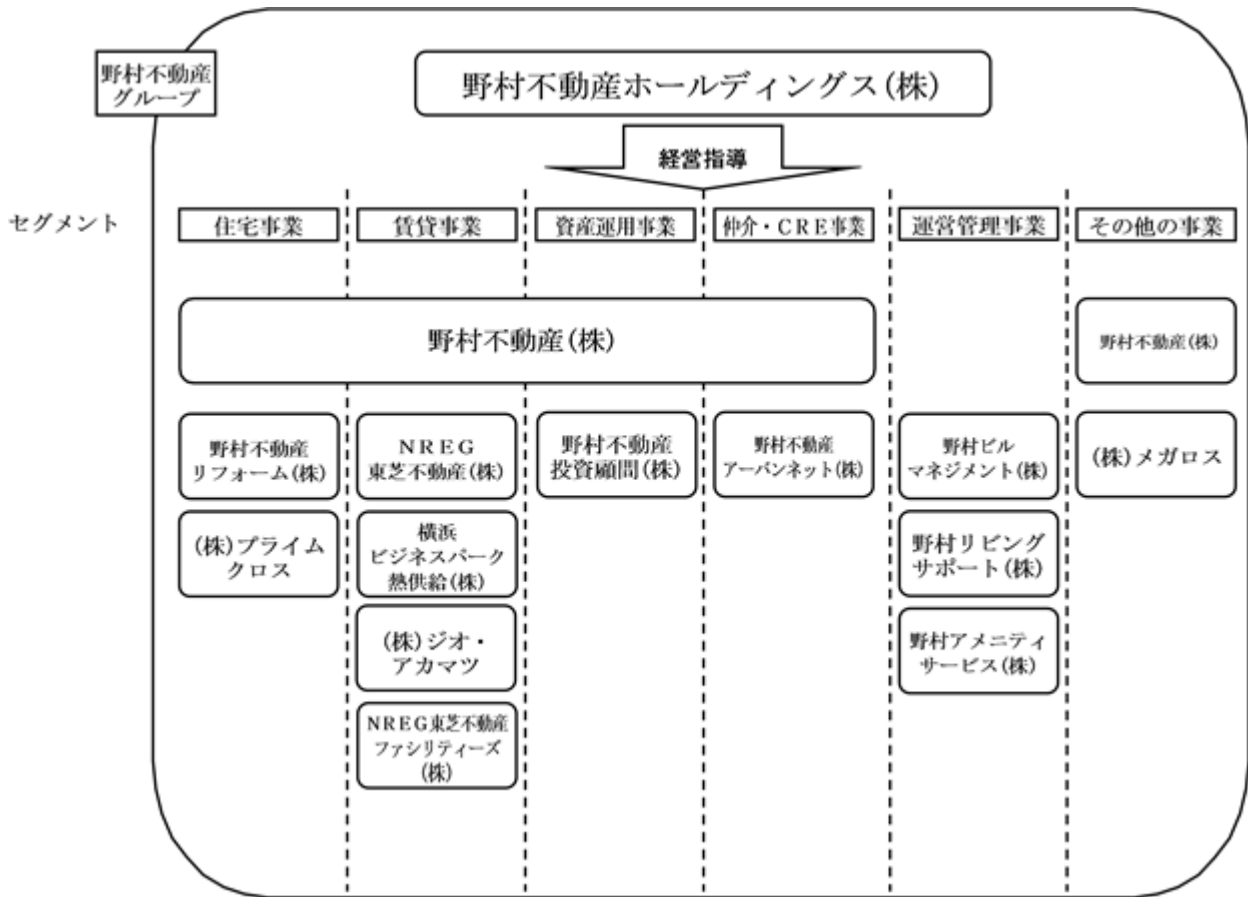 野村不動産
グループ
野村不動産ホールディングス(株)
経営指導
セグメント
住宅事業
賃貸事業
資産運用事業
仲介・CRE事業
運営管理事業
その他の事業
野村不動産(株)
野村不動産(株)
野村不動産
リフォーム(株)
NREG
東芝不動産(株)
野村不動産
投資顧問(株)
野村不動産
アーバンネット(株)
野村ビル
マネジメント(株)
(株)メガロス
(株)プライム
クロス
横浜
ビジネスパーク
熱供給(株)
野村リビング
サポート(株)
(株)ジオ・
アカマツ
野村アメニティ
サービス(株)
NREG東芝不動産
ファシリティーズ
(株)